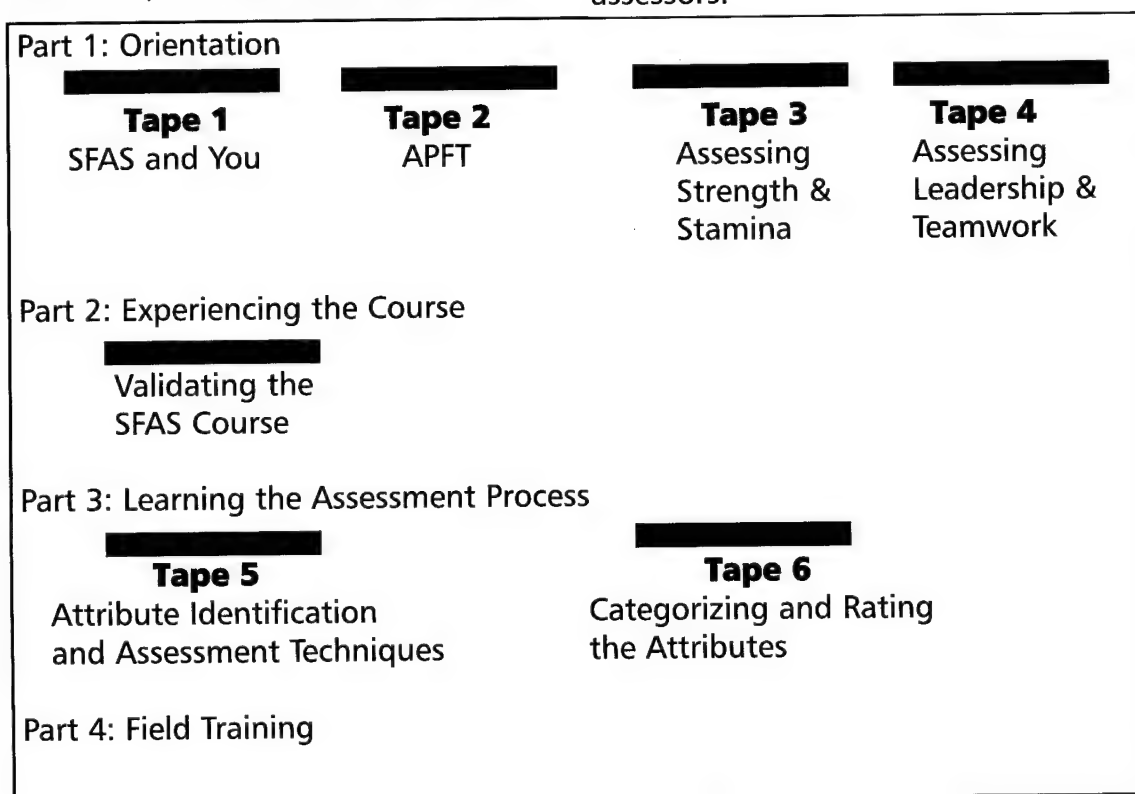 assessors.
Part 1: Orientation
Tape 1
SFAS and You
Tape 2
APFT
Tape 3
Assessing
Strength &
Stamina
Tape 4
Assessing
Leadership &
Teamwork
Part 2: Experiencing the Course
Validating the
SFAS Course
Part 3: Learning the Assessment Process
Tape 5
Attribute Identification
and Assessment Techniques
Tape 6
Categorizing and Rating
the Attributes
Part 4: Field Training